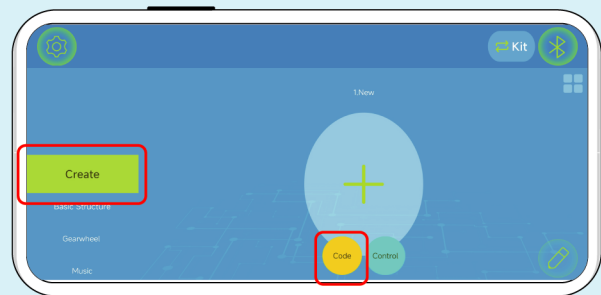 Kit
1.New
Create
Basic Structure
Gearwheel
Music
Code
Control